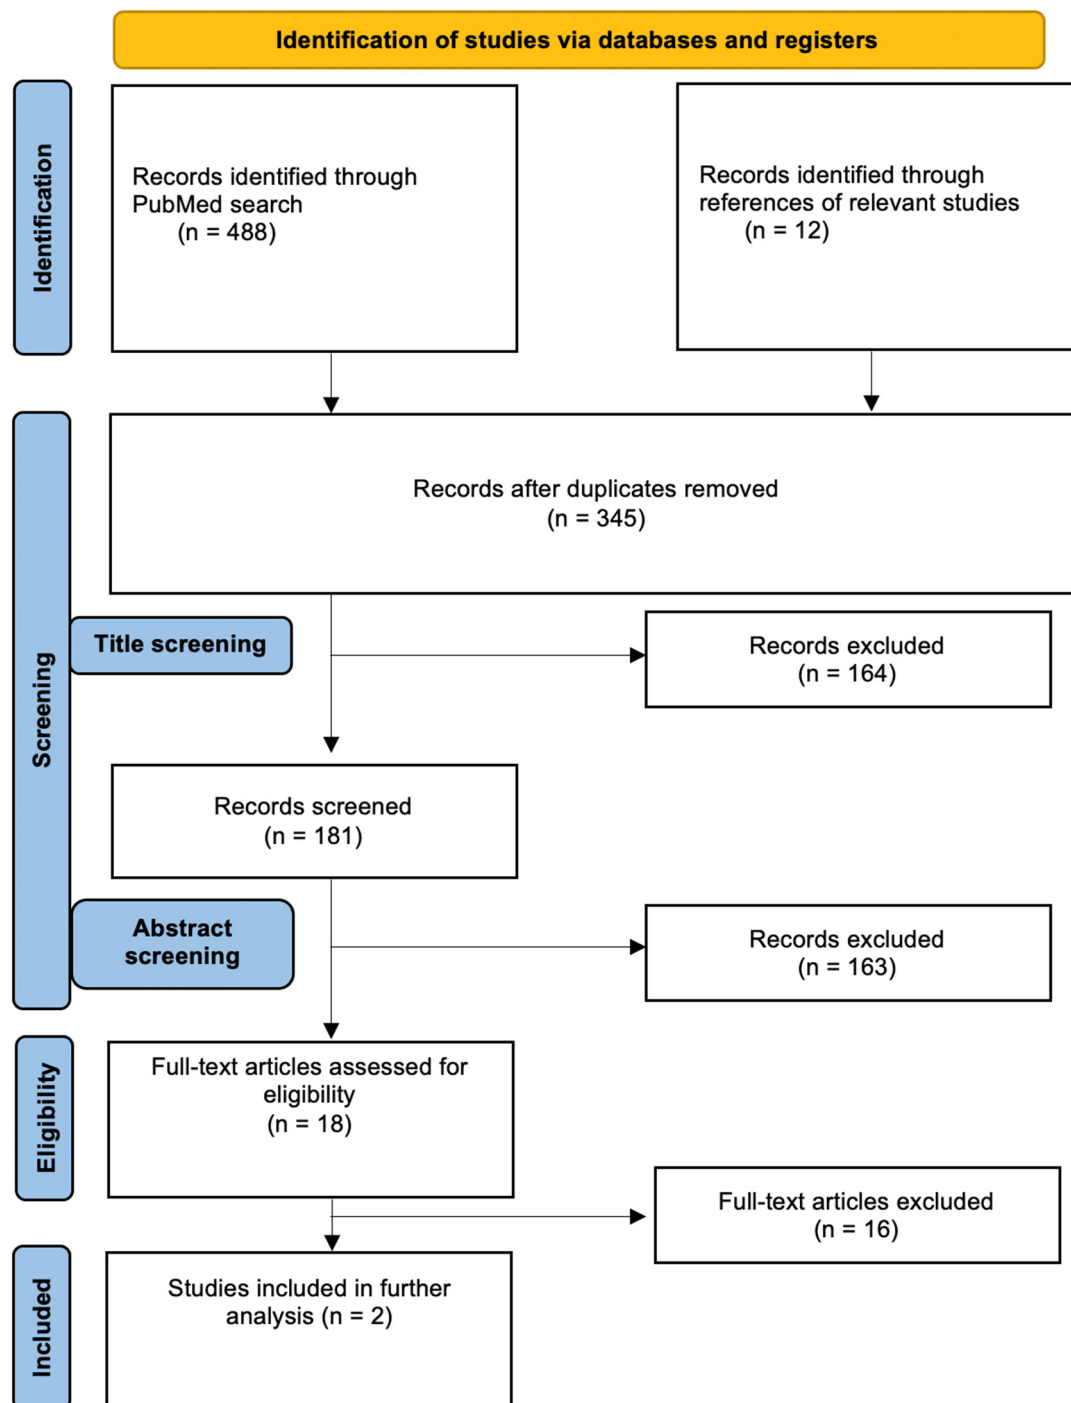 Identification of studies via databases and registers
Identification
Records identified through
PubMed search
(n = 488)
Records identified through
references of relevant studies
(n = 12)
Screening
Records after duplicates removed
(n = 345)
Title screening
Records excluded
(n = 164)
Records screened
(n = 181)
Abstract
screening
Records excluded
(n = 163)
Eligibility
Full-text articles assessed for
eligibility
(n = 18)
Full-text articles excluded
(n = 16)
Included
Studies included in further
analysis (n = 2)